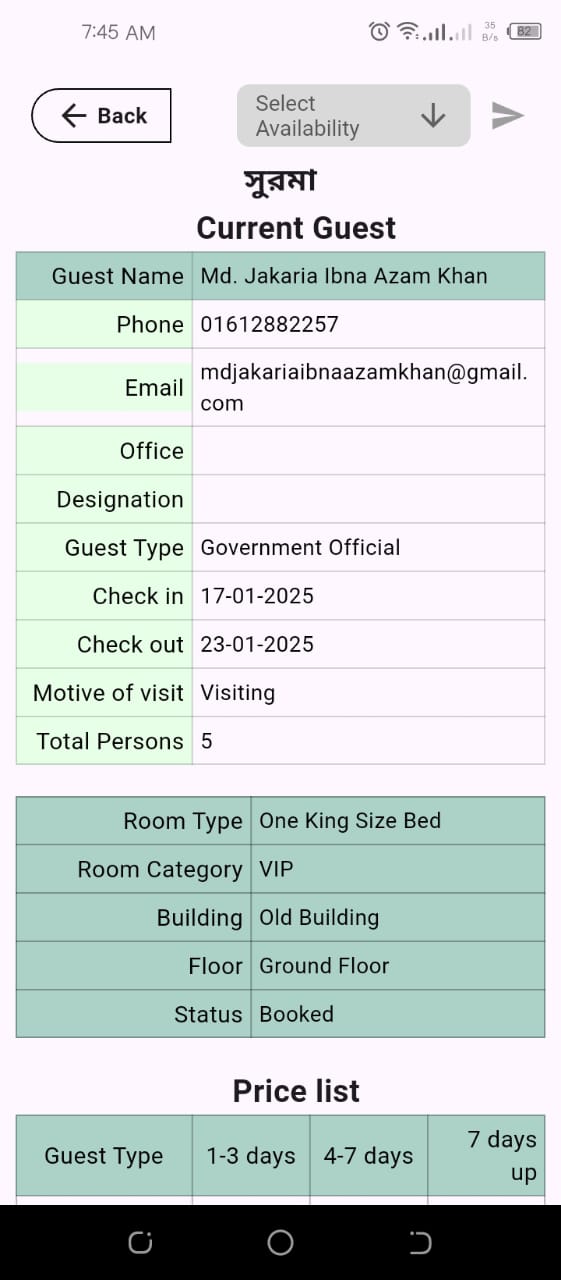 7:45 AM
35
B/s
82
Back
Select
Availability
সুরমা
Current Guest
Guest Name Md. Jakaria Ibna Azam Khan
Phone 01612882257
Email mdjakariaibnaazamkhan@gmail.
com
Office
Designation
Guest Type Government Official
Check in 17-01-2025
Check out 23-01-2025
Motive of visit Visiting
Total Persons 5
Room Type One King Size Bed
Room Category VIP
Building Old Building
Floor Ground Floor
Status Booked
Price list
Guest Type 1-3 days 4-7 days 7 days
up